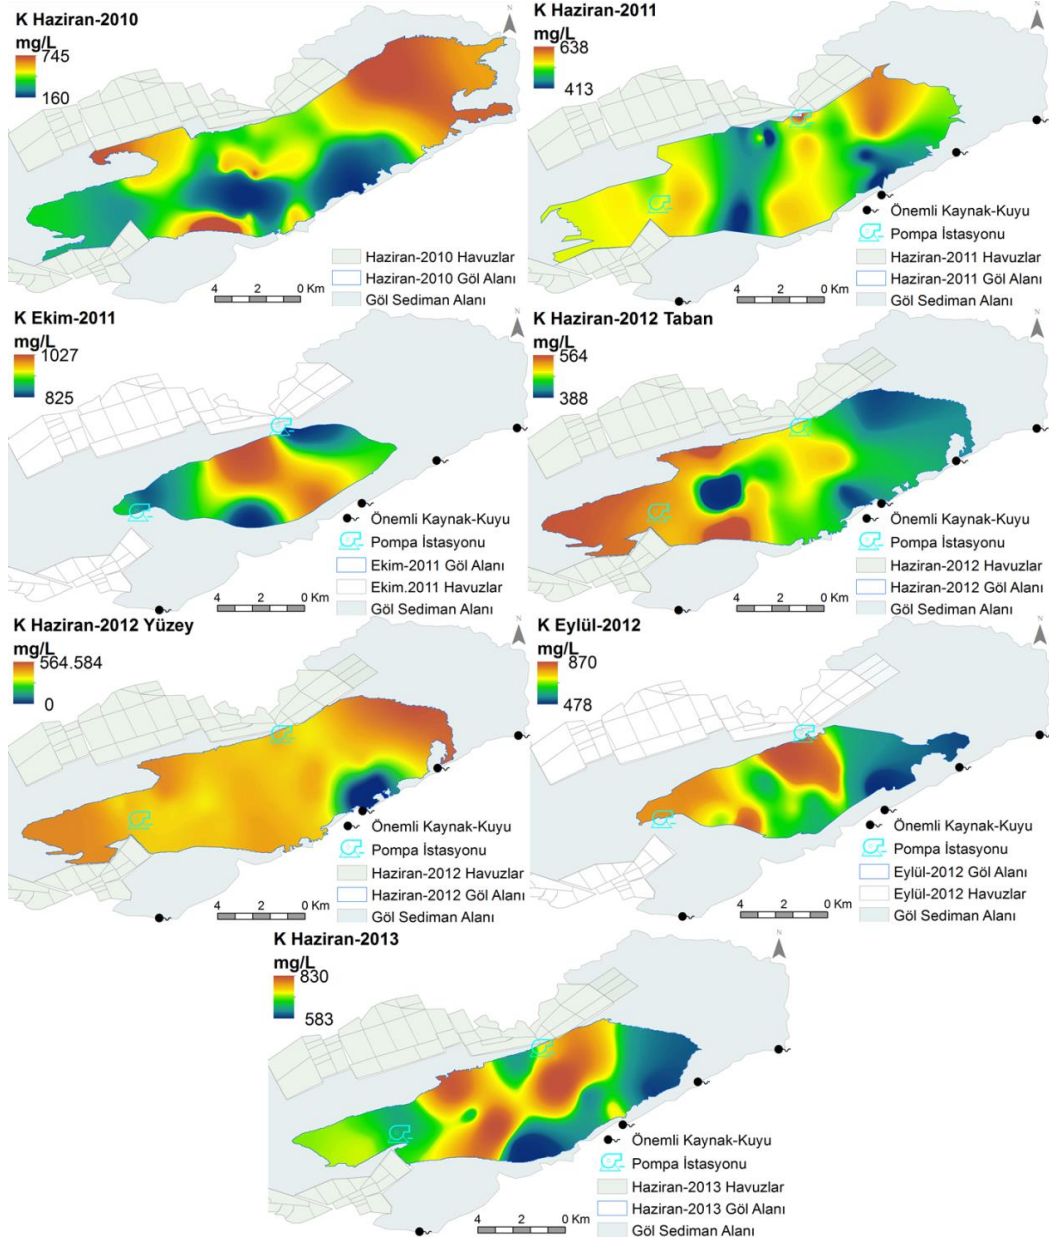 K Haziran-2010
mg/L
745
160
N
Haziran-2010 Havuzlar
Haziran-2010 Göl Alanı
Göl Sediman Alanı
4 2 0 Km
K Haziran-2011
mg/L
638
413
N
Önemli Kaynak-Kuyu
Pompa İstasyonu
Haziran-2011 Havuzlar
Haziran-2011 Göl Alanı
Göl Sediman Alanı
4 2 0 Km
K Ekim-2011
mg/L
1027
825
N
Önemli Kaynak-Kuyu
Pompa İstasyonu
Ekim-2011 Göl Alanı
Ekim.2011 Havuzlar
Göl Sediman Alanı
4 2 0 Km
K Haziran-2012 Taban
mg/L
564
388
N
Önemli Kaynak-Kuyu
Pompa İstasyonu
Haziran-2012 Havuzlar
Haziran-2012 Göl Alanı
Göl Sediman Alanı
4 2 0 Km
K Haziran-2012 Yüzey
mg/L
564.584
0
N
Önemli Kaynak-Kuyu
Pompa İstasyonu
Haziran-2012 Havuzlar
Haziran-2012 Göl Alanı
Göl Sediman Alanı
4 2 0 Km
K Eylül-2012
mg/L
870
478
N
Önemli Kaynak-Kuyu
Pompa İstasyonu
Eylül-2012 Göl Alanı
Eylül-2012 Havuzlar
Göl Sediman Alanı
4 2 0 Km
K Haziran-2013
mg/L
830
583
N
Önemli Kaynak-Kuyu
Pompa İstasyonu
Haziran-2013 Havuzlar
Haziran-2013 Göl Alanı
Göl Sediman Alanı
4 2 0 Km